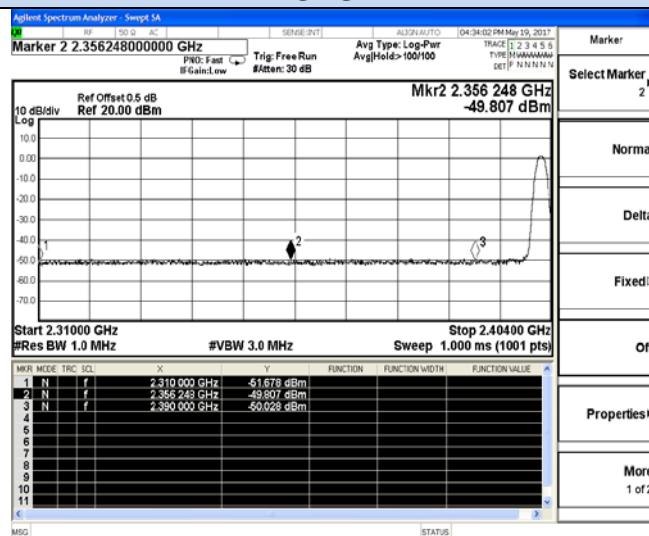 Agilent Spectrum Analyzer - Swept SA
RF 50 Ω AC SENSE:INT ALIGN AUTO 04:34:02 PM May 19, 2017
Marker 2 2.356248000000 GHz
PNO: Fast
IFGain:Low
Trig: Free Run
#Atten: 30 dB
Avg Type: Log-Pwr
Avg|Hold:>100/100
TRACE 1 2 3 4 5 6
TYPE MWWWWW
DET P N N N N N
Marker
Select Marker
2
Ref Offset 0.5 dB
10 dB/div Ref 20.00 dBm
Log
Mkr2 2.356 248 GHz
-49.807 dBm
10.0
0.00
-10.0
-20.0
-30.0
-40.0
-50.0
-60.0
-70.0
1
2
3
Start 2.31000 GHz Stop 2.40400 GHz
#Res BW 1.0 MHz #VBW 3.0 MHz Sweep 1.000 ms (1001 pts)
MKR MODE TRC SCL X Y FUNCTION FUNCTION WIDTH FUNCTION VALUE
1 N f 2.310 000 GHz -51.678 dBm
2 N f 2.356 248 GHz -49.807 dBm
3 N f 2.390 000 GHz -50.028 dBm
4
5
6
7
8
9
10
11
Norma
Delta
Fixed
Of
Properties
More
1 of 2
MSG STATUS